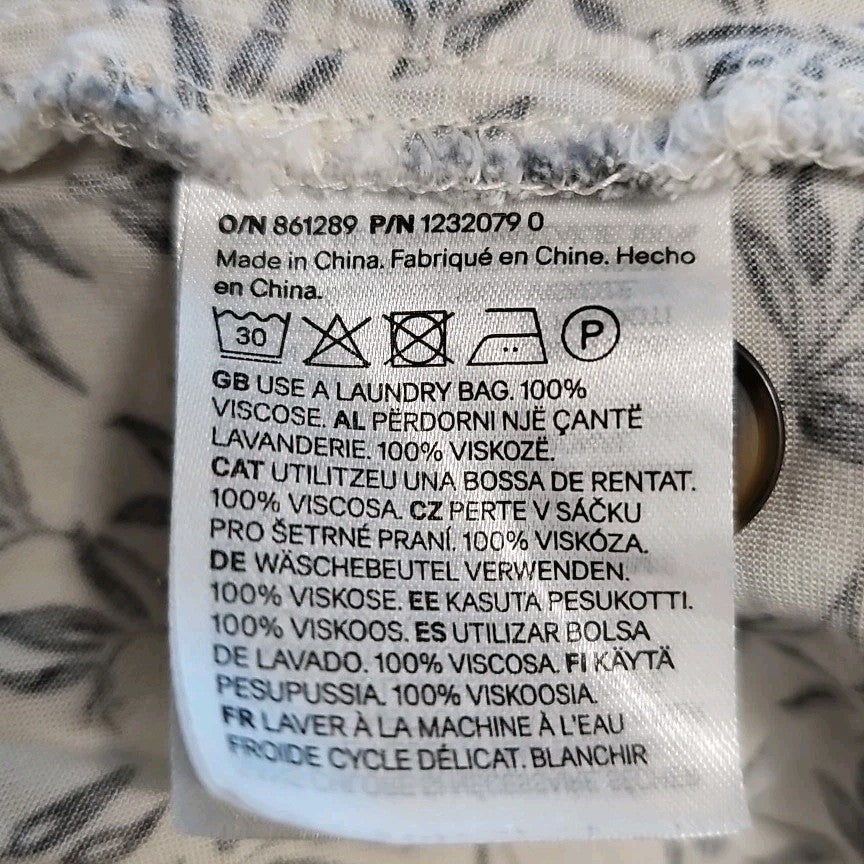 O/N 861289 P/N 1232079 0
Made in China. Fabriqué en Chine. Hecho
en China.
30 P
GB USE A LAUNDRY BAG. 100%
VISCOSE. AL PËRDORNI NJË ÇANTË
LAVANDERIE. 100% VISKOZË.
CAT UTILITZEU UNA BOSSA DE RENTAT.
100% VISCOSA. CZ PERTE V SÁČKU
PRO ŠETRNÉ PRANÍ. 100% VISKÓZA.
DE WÄSCHEBEUTEL VERWENDEN.
100% VISKOSE. EE KASUTA PESUKOTTI.
100% VISKOOS. ES UTILIZAR BOLSA
DE LAVADO. 100% VISCOSA. FI KÄYTÄ
PESUPUSSIA. 100% VISKOOSIA.
FR LAVER À LA MACHINE À L'EAU
FROIDE CYCLE DÉLICAT. BLANCHIR